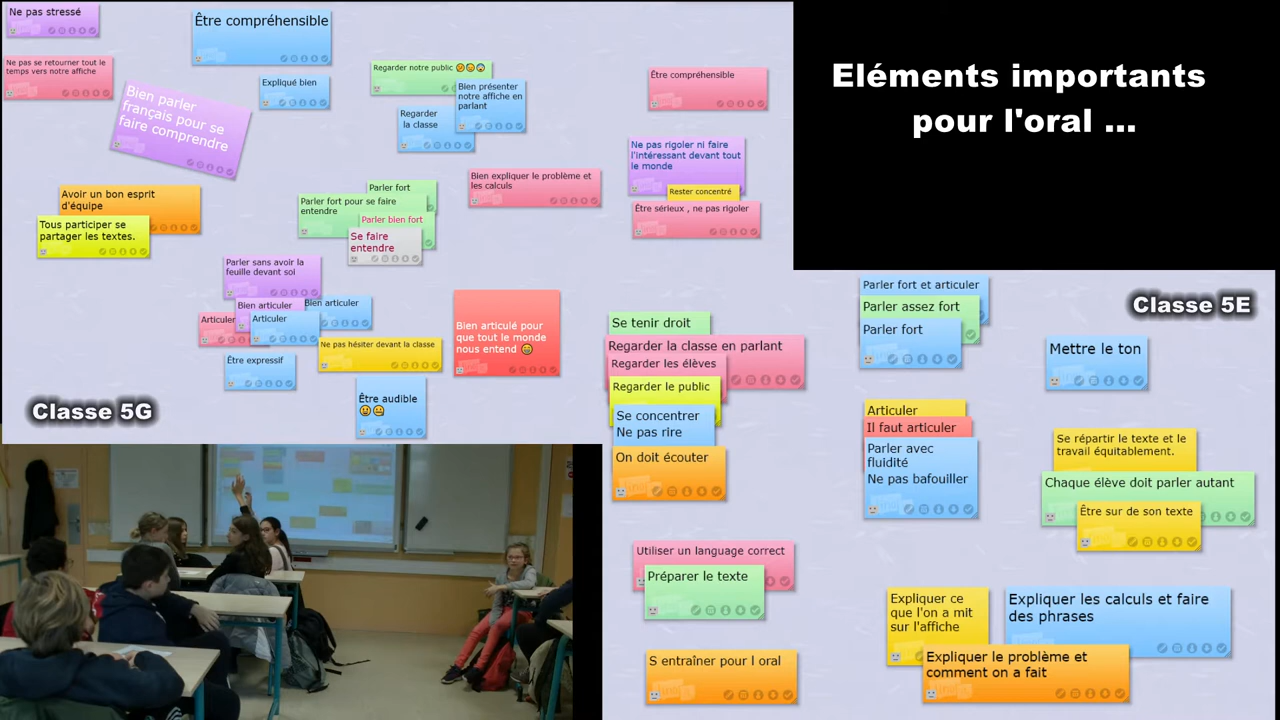 Ne pas stressé
Ne pas se retourner tout le
temps vers notre affiche
Être compréhensible
Expliqué bien
Bien parler
français pour se
faire comprendre
Regarder notre public
Bien présenter
notre affiche en
parlant
Regarder
la classe
Être compréhensible
Ne pas rigoler ni faire
l'intéressant devant tout
le monde
Rester concentré
Être sérieux , ne pas rigoler
Bien expliquer le problème et
les calculs
Avoir un bon esprit
d'équipe
Tous participer se
partager les textes.
Parler fort
Parler fort pour se faire
entendre
Parler bien fort
Se faire
entendre
Parler sans avoir la
feuille devant soi
Bien articuler
Bien articuler
Articuler
Articuler
Ne pas hésiter devant la classe
Être expressif
Bien articulé pour
que tout le monde
nous entend
Être audible
Classe 5G
Eléments importants
pour l'oral ...
Classe 5E
Se tenir droit
Regarder la classe en parlant
Regarder les élèves
Regarder le public
Se concentrer
Ne pas rire
On doit écouter
Parler fort et articuler
Parler assez fort
Parler fort
Mettre le ton
Articuler
Il faut articuler
Parler avec
fluidité
Ne pas bafouiller
Se répartir le texte et le
travail équitablement.
Chaque élève doit parler autant
Être sur de son texte
Utiliser un language correct
Préparer le texte
S entraîner pour l oral
Expliquer ce
que l'on a mit
sur l'affiche
Expliquer les calculs et faire
des phrases
Expliquer le problème et
comment on a fait